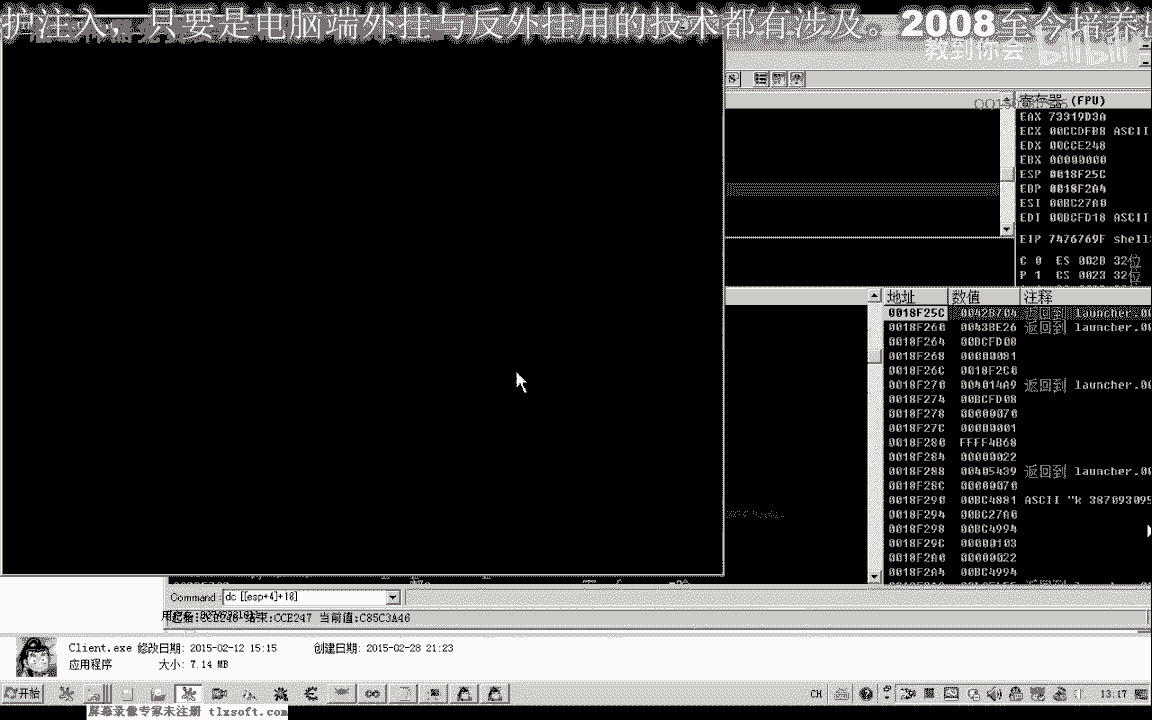 护注入，只要是电脑端外挂与反外挂用的技术都有涉及。2008至今培养
教到你会 bilibili
寄存器 (FPU)
EAX 73319D3A
ECX 00CCDFB8 ASCII
EDX 00CCE248
EBX 00000000
ESP 0018F25C
EBP 0018F2A4
ESI 00BC27A0
EDI 00BCFD18 ASCII
EIP 7476769F shell
C 0 ES 002B 32位
P 1 CS 0023 32位
地址 数值 注释
0018F25C 0042B704 返回到 launcher.00
0018F260 0043BE26 返回到 launcher.00
0018F264 00BCFD08
0018F268 00000081
0018F26C 0018F2C0
0018F270 004014A9 返回到 launcher.00
0018F274 00BCFD08
0018F278 00000070
0018F27C 00000001
0018F280 FFFF4B68
0018F284 00000022
0018F288 00405439 返回到 launcher.00
0018F28C 00000070
0018F290 00BC4881 ASCII "k 387093095
0018F294 00BC27A0
0018F298 00BC4994
0018F29C 00000103
0018F2A0 00000022
0018F2A4 00BC4994
Command: dc [[esp+4]+18]
起始:CCE248 结束:CCE247 当前值:C85C3A46
Client.exe 修改日期: 2015-02-12 15:15 创建日期: 2015-02-28 21:23
应用程序 大小: 7.14 MB
开始 CH 13:17
屏幕录像专家未注册 tlxsoft.com